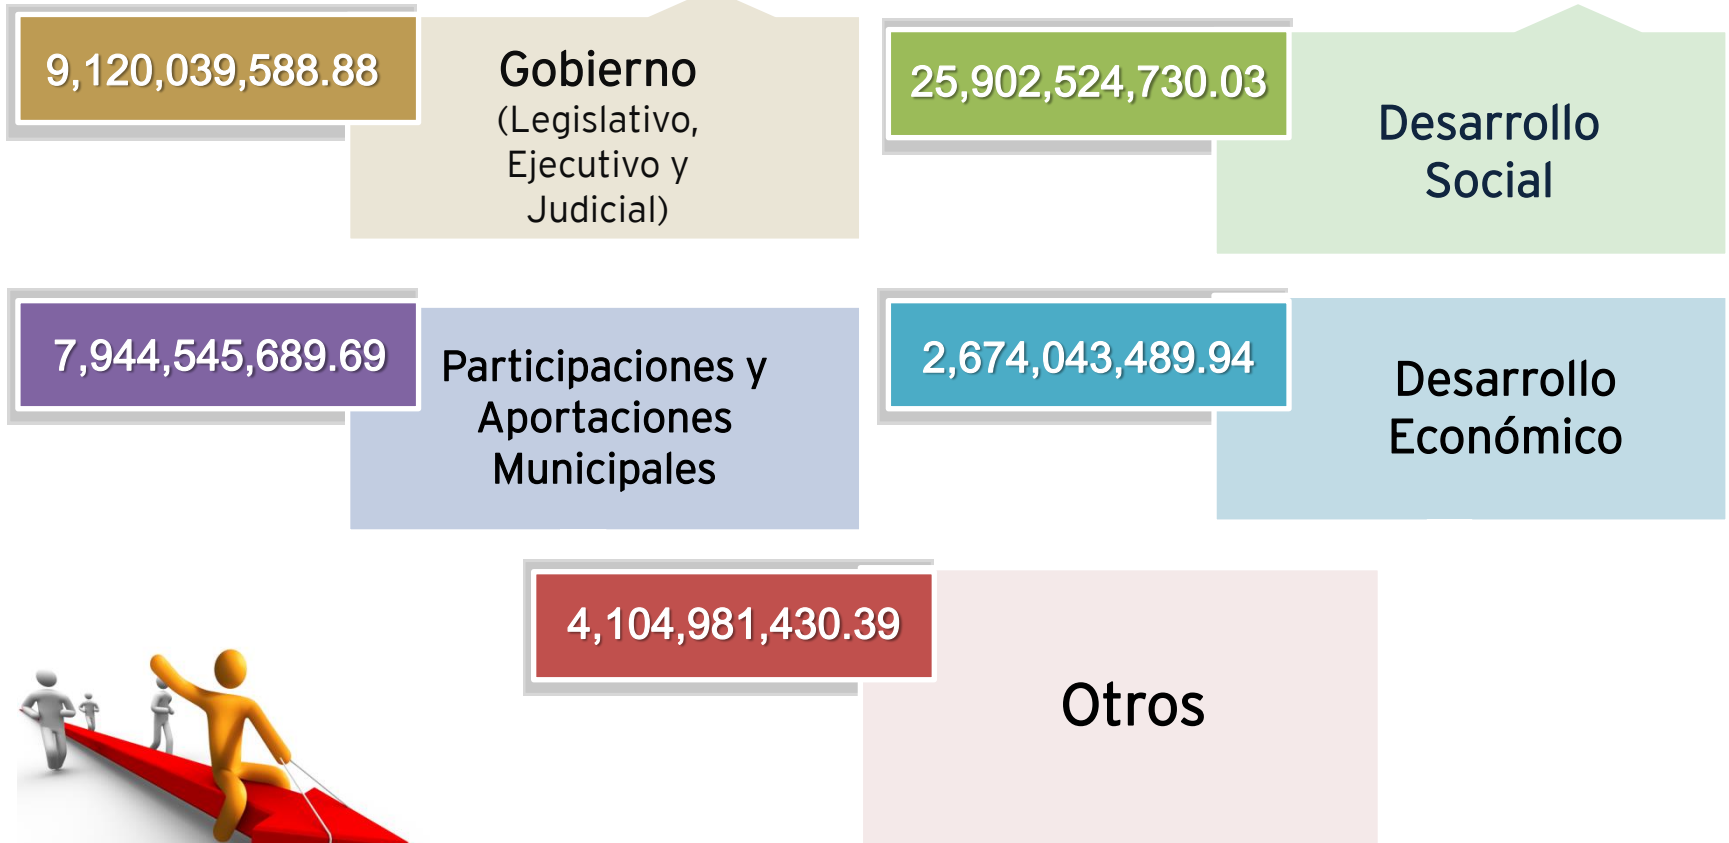 9,120,039,588.88
Gobierno
(Legislativo,
Ejecutivo y
Judicial)
25,902,524,730.03
Desarrollo
Social
7,944,545,689.69
Participaciones y
Aportaciones
Municipales
2,674,043,489.94
Desarrollo
Económico
4,104,981,430.39
Otros